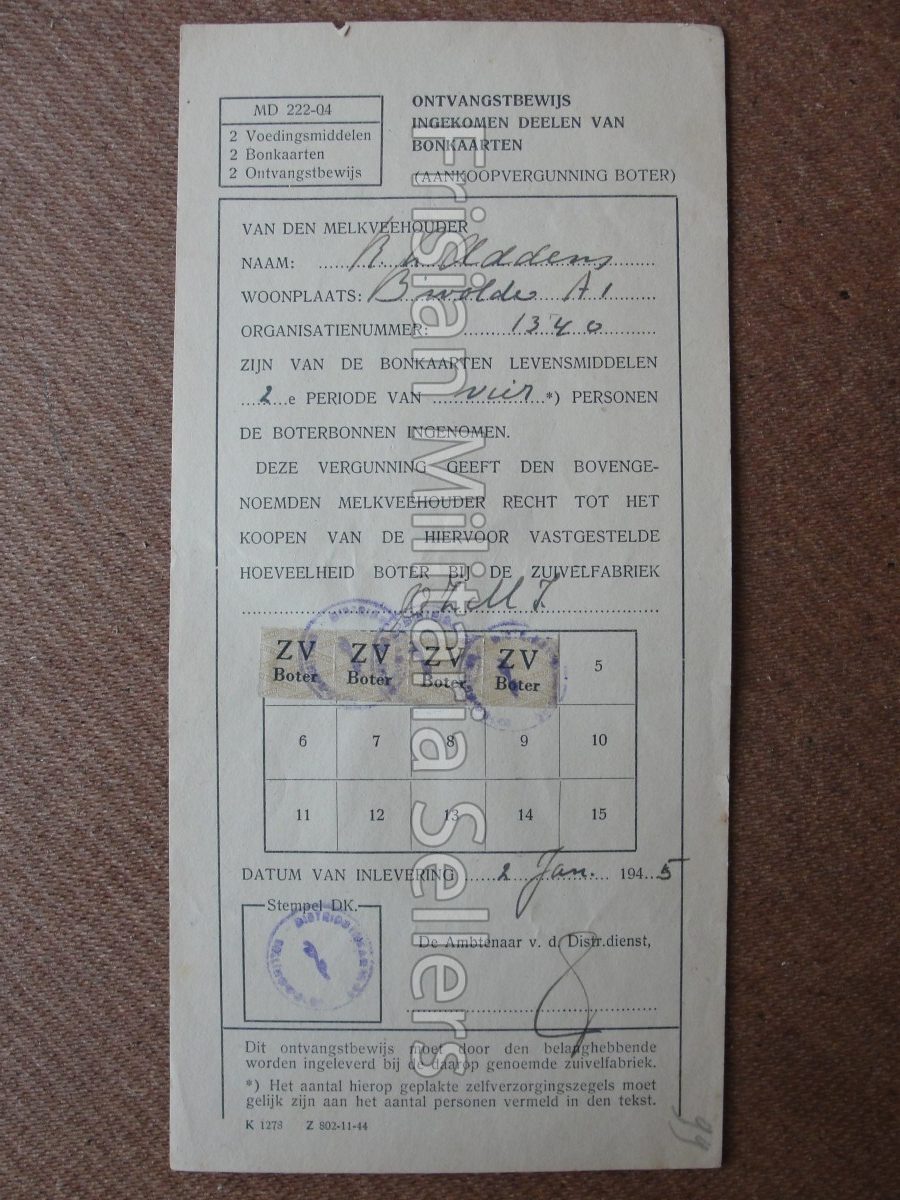 MD 222-04
2 Voedingsmiddelen
2 Bonkaarten
2 Ontvangstbewijs
ONTVANGSTBEWIJS
INGEKOMEN DEELEN VAN
BONKAARTEN
(AANKOOPVERGUNNING BOTER)
VAN DEN MELKVEEHOUDER
NAAM: Addens
WOONPLAATS: B'wolde A1
ORGANISATIENUMMER: 1340
ZIJN VAN DE BONKAARTEN LEVENSMIDDELEN
2 e PERIODE VAN vier *) PERSONEN
DE BOTERBONNEN INGENOMEN.
DEZE VERGUNNING GEEFT DEN BOVENGE-
NOEMDEN MELKVEEHOUDER RECHT TOT HET
KOOPEN VAN DE HIERVOOR VASTGESTELDE
HOEVEELHEID BOTER BIJ DE ZUIVELFABRIEK
ZV Boter ZV Boter ZV Boter ZV Boter 5
6 7 8 9 10
11 12 13 14 15
DATUM VAN INLEVERING 2 Jan. 1945
Stempel DK.
De Ambtenaar v. d. Distr.dienst,
Dit ontvangstbewijs moet door den belanghebbende
worden ingeleverd bij de daarop genoemde zuivelfabriek.
*) Het aantal hierop geplakte zelfverzorgingszegels moet
gelijk zijn aan het aantal personen vermeld in den tekst.
K 1273 Z 802-11-44
99
Frisian Militaria Sellers